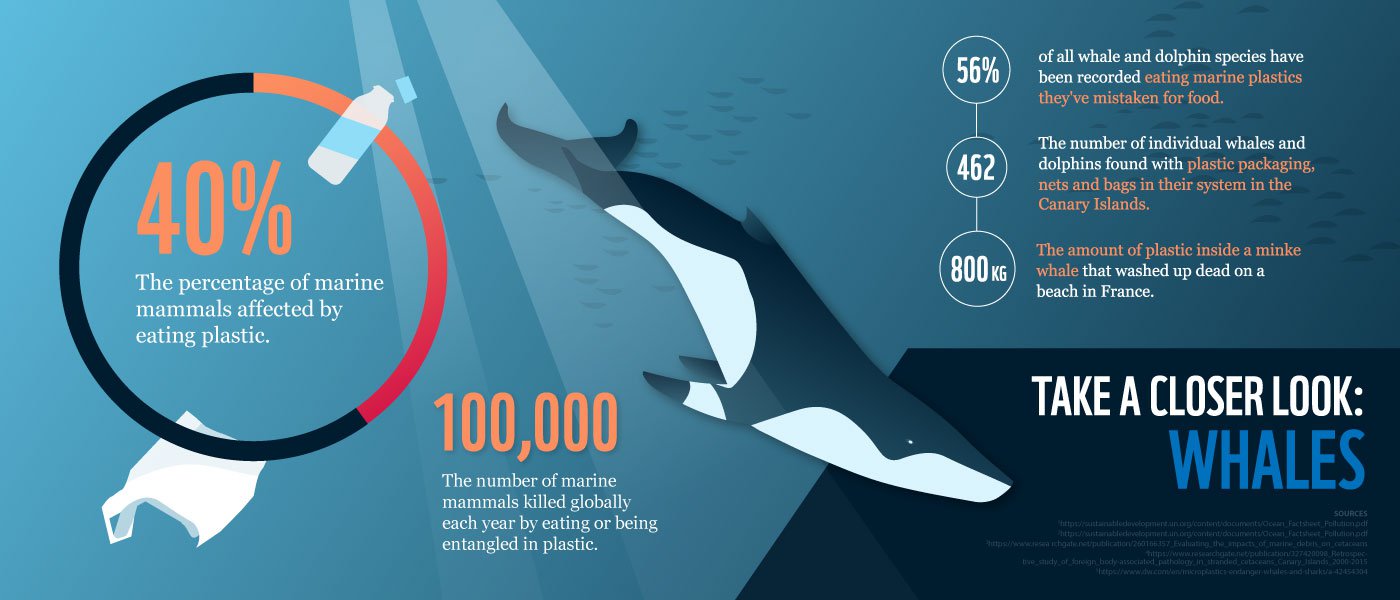 40%
The percentage of marine
mammals affected by
eating plastic.
100,000
The number of marine
mammals killed globally
each year by eating or being
entangled in plastic.
56%
of all whale and dolphin species have
been recorded eating marine plastics
they've mistaken for food.
462
The number of individual whales and
dolphins found with plastic packaging,
nets and bags in their system in the
Canary Islands.
800 KG
The amount of plastic inside a minke
whale that washed up dead on a
beach in France.
TAKE A CLOSER LOOK:
WHALES
SOURCES
¹https://sustainabledevelopment.un.org/content/documents/Ocean_Factsheet_Pollution.pdf
²https://sustainabledevelopment.un.org/content/documents/Ocean_Factsheet_Pollution.pdf
³https://www.researchgate.net/publication/260166357_Evaluating_the_impacts_of_marine_debris_on_cetaceans
⁴https://www.researchgate.net/publication/327420098_Retrospec-
tive_study_of_foreign_body-associated_pathology_in_stranded_cetaceans_Canary_Islands_2000-2015
⁵https://www.dw.com/en/microplastics-endanger-whales-and-sharks/a-42454304